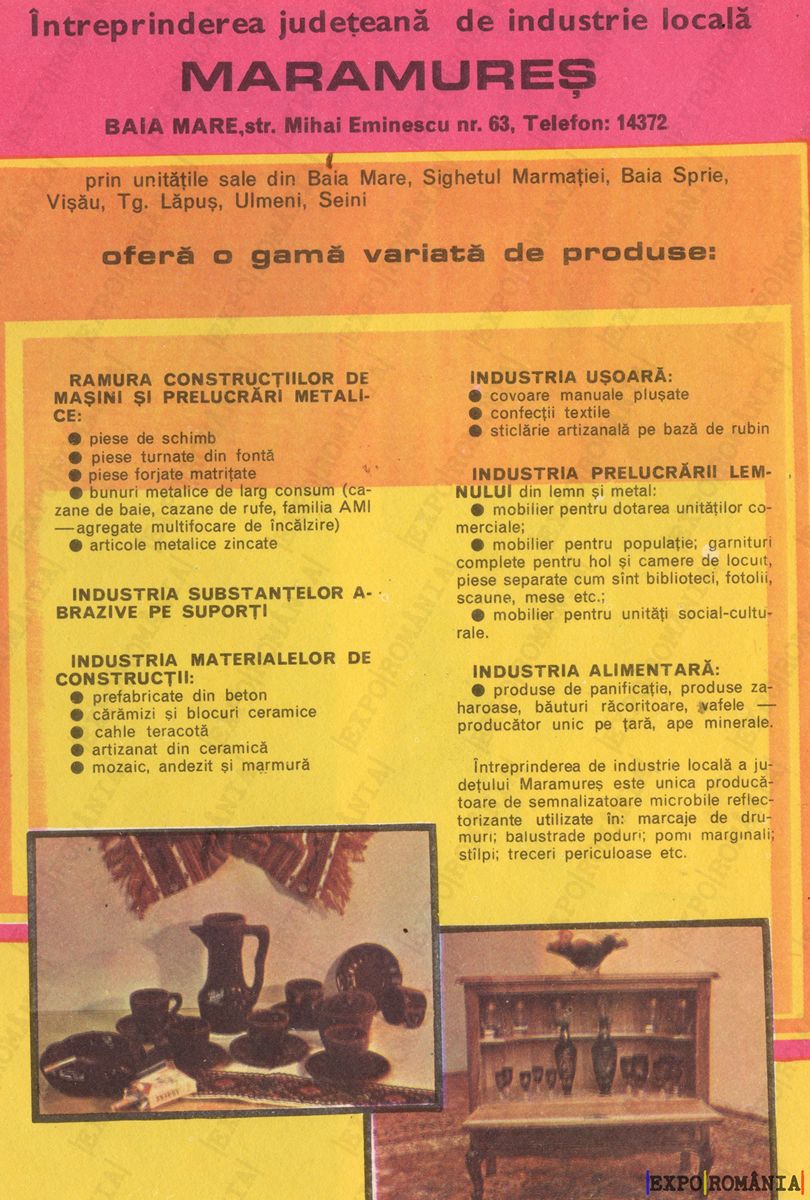 Întreprinderea județeană de industrie locală
MARAMUREȘ
BAIA MARE,str. Mihai Eminescu nr. 63, Telefon: 14372
prin unitățile sale din Baia Mare, Sighetul Marmației, Baia Sprie,
Vișău, Tg. Lăpuș, Ulmeni, Seini
oferă o gamă variată de produse:
RAMURA CONSTRUCȚIILOR DE
MAȘINI ȘI PRELUCRĂRI METALI-
CE:
● piese de schimb
● piese turnate din fontă
● piese forjate matrițate
● bunuri metalice de larg consum (ca-
zane de baie, cazane de rufe, familia AMI
—agregate multifocare de încălzire)
● articole metalice zincate
INDUSTRIA SUBSTANȚELOR A-
BRAZIVE PE SUPORȚI
INDUSTRIA MATERIALELOR DE
CONSTRUCȚII:
● prefabricate din beton
● cărămizi și blocuri ceramice
● cahle teracotă
● artizanat din ceramică
● mozaic, andezit și marmură
INDUSTRIA UȘOARĂ:
● covoare manuale plușate
● confecții textile
● sticlărie artizanală pe bază de rubin
INDUSTRIA PRELUCRĂRII LEM-
NULUI din lemn și metal:
● mobilier pentru dotarea unităților co-
merciale;
● mobilier pentru populație; garnituri
complete pentru hol și camere de locuit,
piese separate cum sînt biblioteci, fotolii,
scaune, mese etc.;
● mobilier pentru unități social-cultu-
rale.
INDUSTRIA ALIMENTARĂ:
● produse de panificație, produse za-
haroase, băuturi răcoritoare, vafele —
producător unic pe țară, ape minerale.
Întreprinderea de industrie locală a ju-
dețului Maramureș este unica producă-
toare de semnalizatoare microbile reflec-
torizante utilizate în: marcaje de dru-
muri; balustrade poduri; pomi marginali;
stîlpi; treceri periculoase etc.
|EXPO|ROMÂNIA|